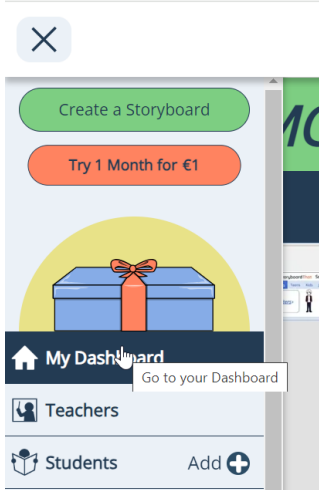 Create a Storyboard
Try 1 Month for €1
My Dashboard
Go to your Dashboard
Teachers
Students Add